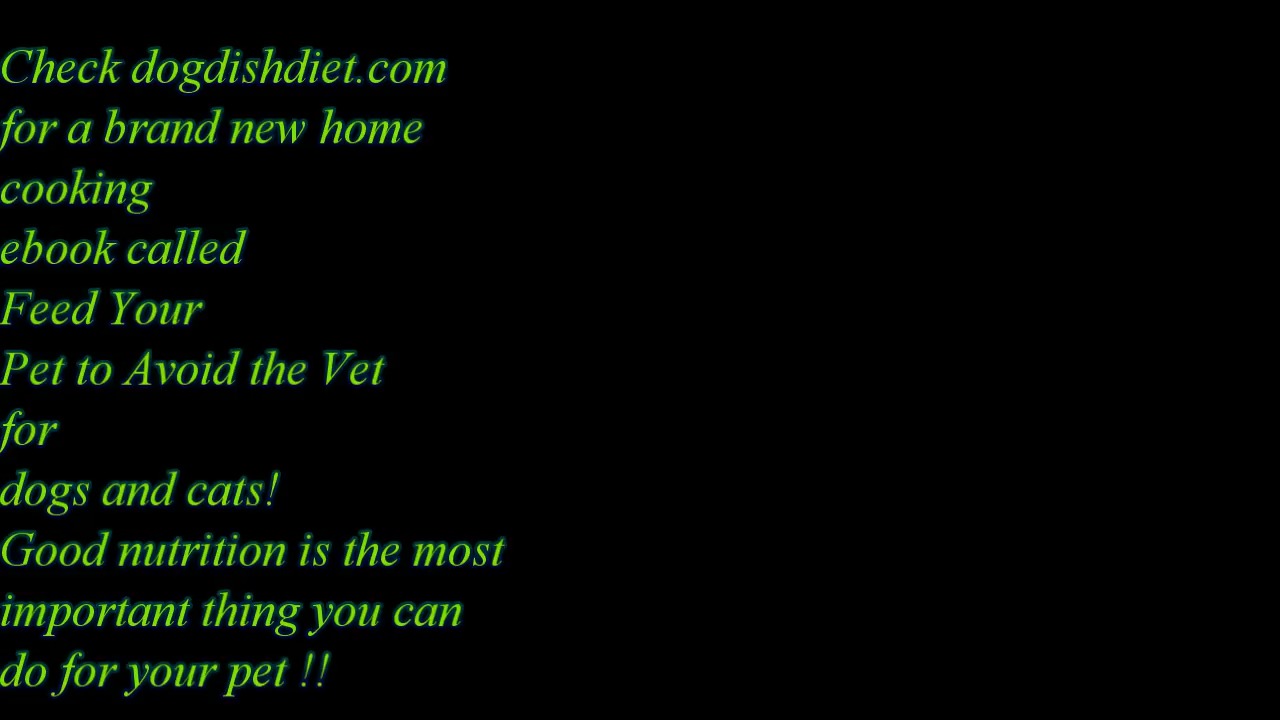 Check dogdishdiet.com
for a brand new home
cooking
ebook called
Feed Your
Pet to Avoid the Vet
for
dogs and cats!
Good nutrition is the most
important thing you can
do for your pet !!